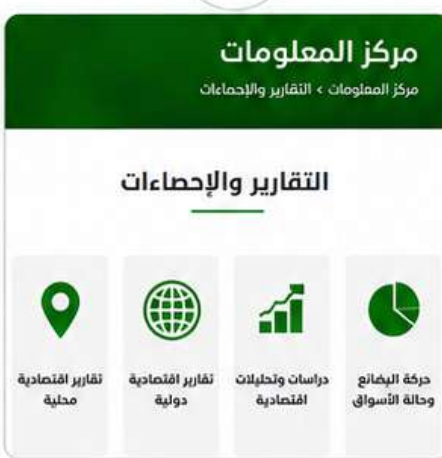 مركز المعلومات
مركز المعلومات > التقارير والإحصاءات
التقارير والإحصاءات
حركة البضائع
وحالة الأسواق
دراسات وتحليلات
اقتصادية
تقارير اقتصادية
دولية
تقارير اقتصادية
محلية